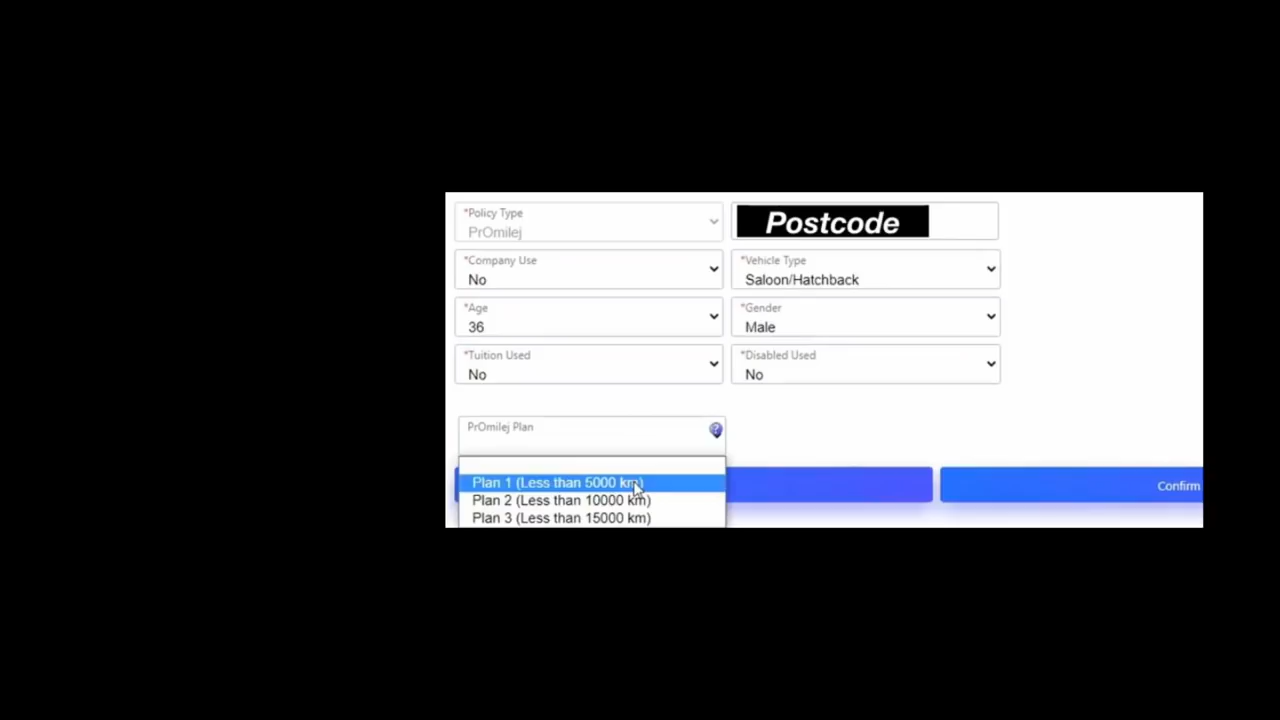 *Policy Type
PrOmilej
Postcode
*Company Use
No
*Vehicle Type
Saloon/Hatchback
*Age
36
*Gender
Male
*Tuition Used
No
*Disabled Used
No
PrOmilej Plan
?
Plan 1 (Less than 5000 km)
Plan 2 (Less than 10000 km)
Plan 3 (Less than 15000 km)
Confirm